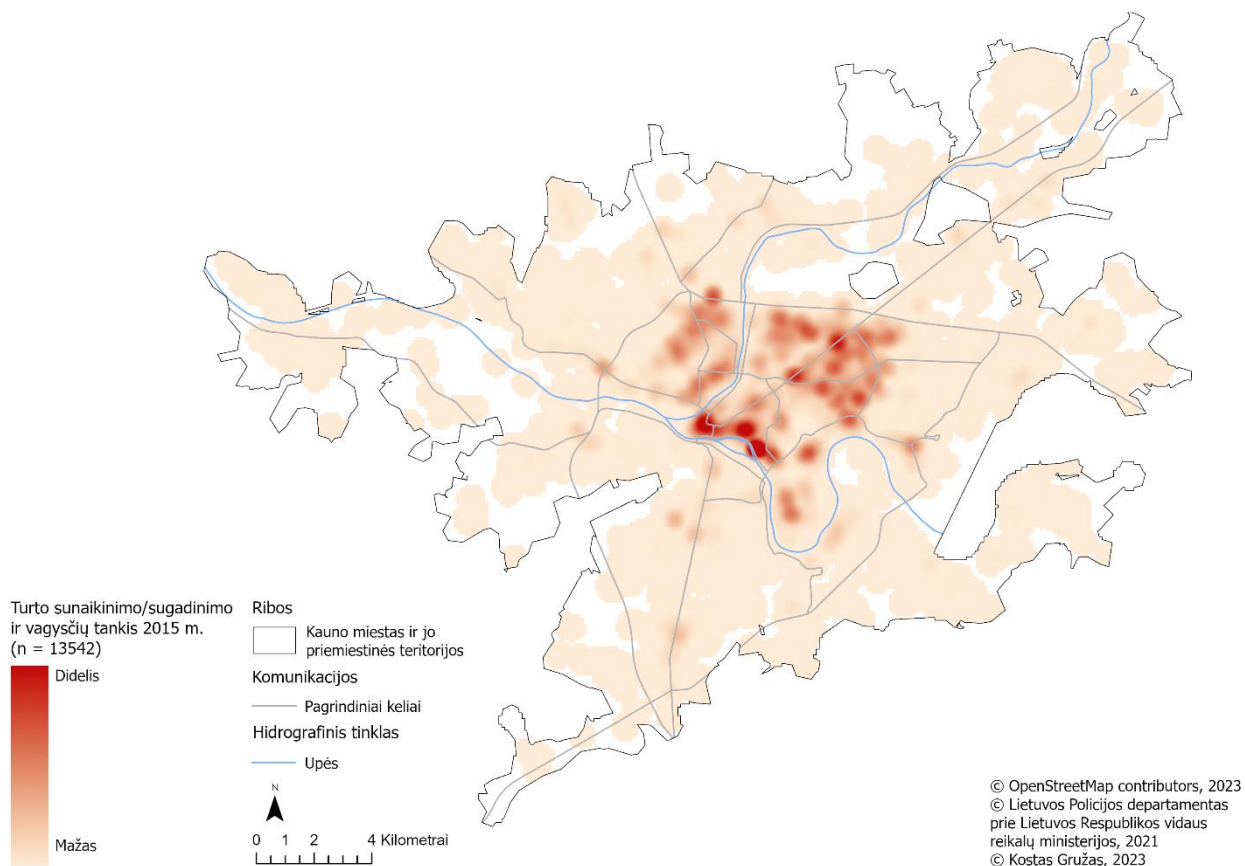 Turto sunaikinimo/sugadinimo
ir vagysčių tankis 2015 m.
(n = 13542)
Didelis
Mažas
Ribos
Kauno miestas ir jo
priemiestinės teritorijos
Komunikacijos
Pagrindiniai keliai
Hidrografinis tinklas
Upės
N
0 1 2 4 Kilometrai
© OpenStreetMap contributors, 2023
© Lietuvos Policijos departamentas
prie Lietuvos Respublikos vidaus
reikalų ministerijos, 2021
© Kostas Gružas, 2023